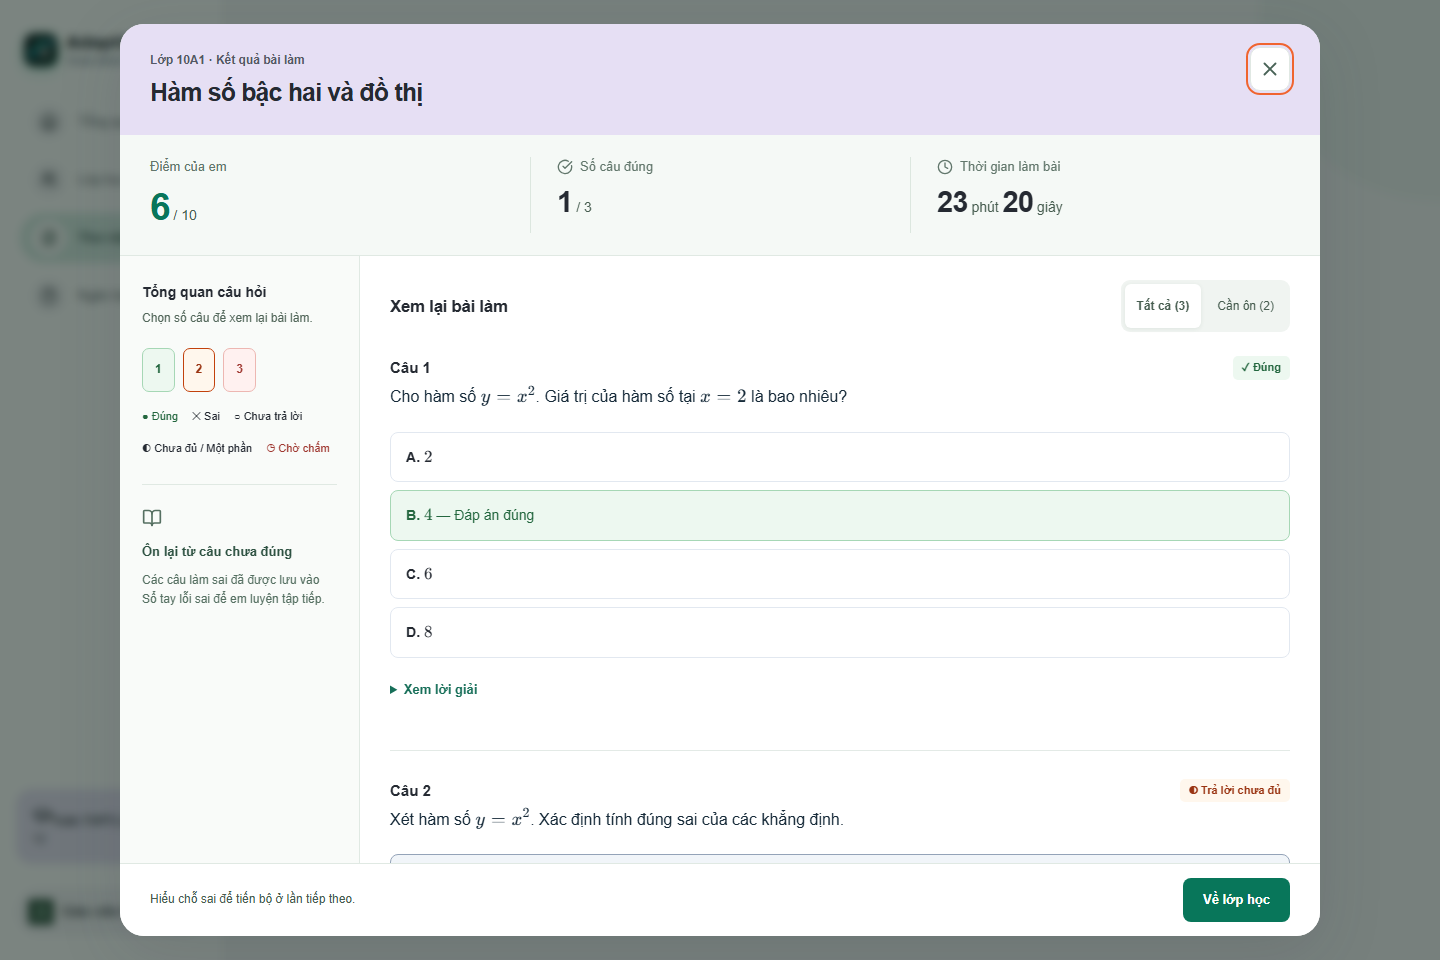 Lớp 10A1 · Kết quả bài làm
Hàm số bậc hai và đồ thị
Điểm của em
6 / 10
Số câu đúng
1 / 3
Thời gian làm bài
23 phút 20 giây
Tổng quan câu hỏi
Chọn số câu để xem lại bài làm.
1 2 3
Đúng Sai Chưa trả lời
Chưa đủ / Một phần Chờ chấm
Ôn lại từ câu chưa đúng
Các câu làm sai đã được lưu vào
Sổ tay lỗi sai để em luyện tập tiếp.
Xem lại bài làm
Tất cả (3) Cần ôn (2)
Câu 1
✓ Đúng
Cho hàm số y = x². Giá trị của hàm số tại x = 2 là bao nhiêu?
A. 2
B. 4 — Đáp án đúng
C. 6
D. 8
Xem lời giải
Câu 2
Trả lời chưa đủ
Xét hàm số y = x². Xác định tính đúng sai của các khẳng định.
Hiểu chỗ sai để tiến bộ ở lần tiếp theo.
Về lớp học